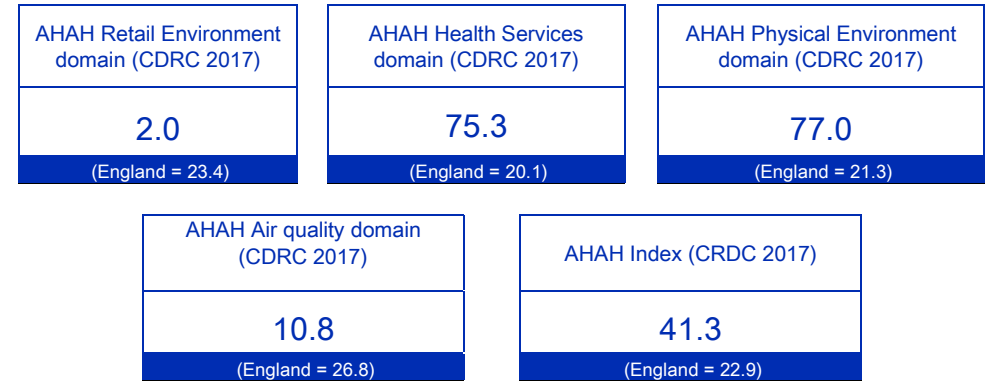 AHAH Retail Environment
domain (CDRC 2017)
2.0
(England = 23.4)
AHAH Health Services
domain (CDRC 2017)
75.3
(England = 20.1)
AHAH Physical Environment
domain (CDRC 2017)
77.0
(England = 21.3)
AHAH Air quality domain
(CDRC 2017)
10.8
(England = 26.8)
AHAH Index (CRDC 2017)
41.3
(England = 22.9)